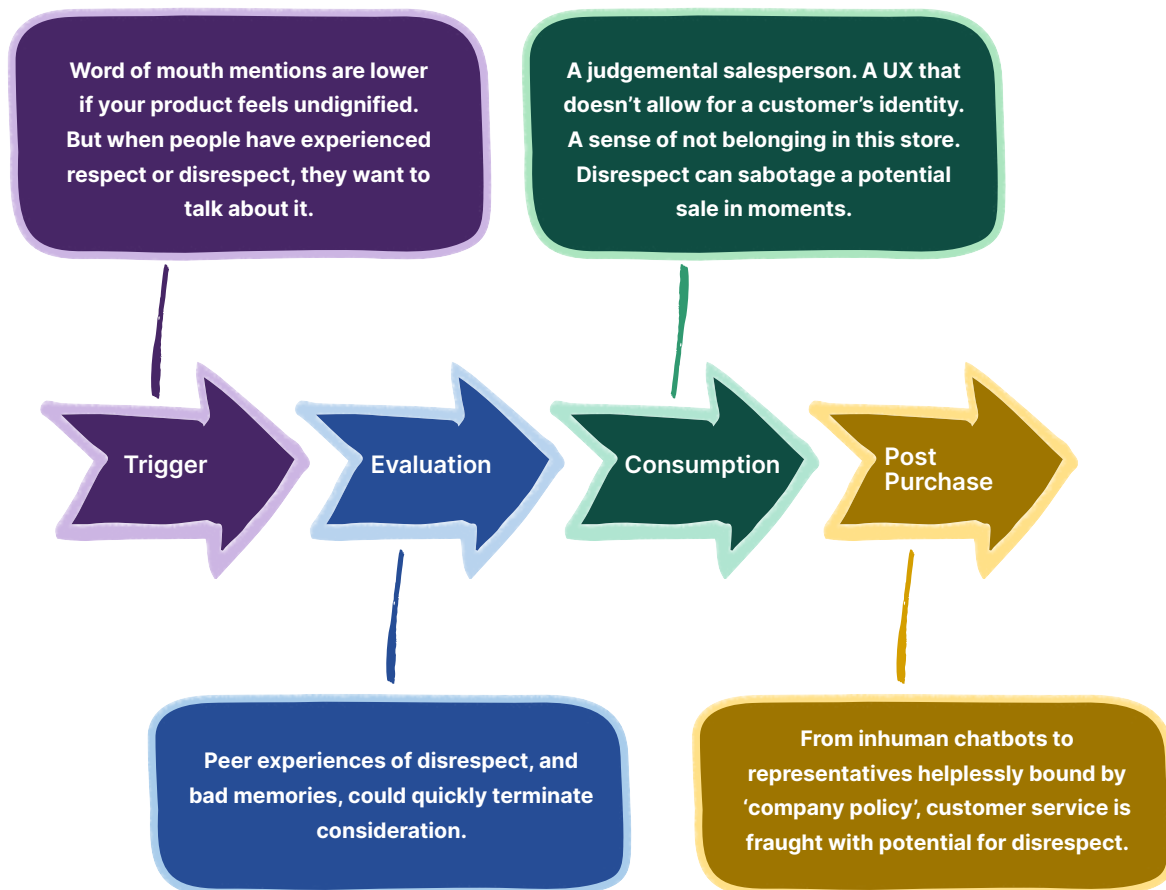 Word of mouth mentions are lower
if your product feels undignified.
But when people have experienced
respect or disrespect, they want to
talk about it.
A judgemental salesperson. A UX that
doesn’t allow for a customer’s identity.
A sense of not belonging in this store.
Disrespect can sabotage a potential
sale in moments.
Trigger
Evaluation
Consumption
Post
Purchase
Peer experiences of disrespect, and
bad memories, could quickly terminate
consideration.
From inhuman chatbots to
representatives helplessly bound by
‘company policy’, customer service is
fraught with potential for disrespect.